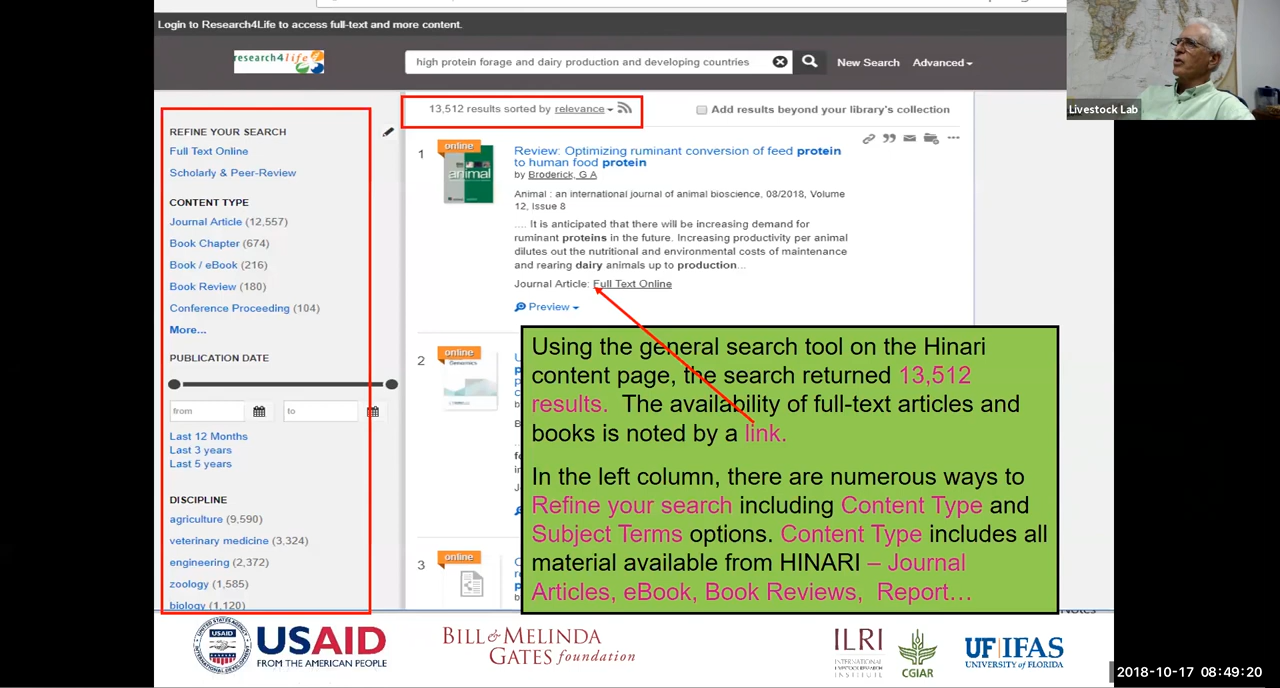 Login to Research4Life to access full-text and more content.
research4life
high protein forage and dairy production and developing countries
New Search
Advanced
Livestock Lab
REFINE YOUR SEARCH
Full Text Online
Scholarly & Peer-Review
CONTENT TYPE
Journal Article (12,557)
Book Chapter (674)
Book / eBook (216)
Book Review (180)
Conference Proceeding (104)
More...
PUBLICATION DATE
from
to
Last 12 Months
Last 3 years
Last 5 years
DISCIPLINE
agriculture (9,590)
veterinary medicine (3,324)
engineering (2,372)
zoology (1,585)
biology (1,120)
13,512 results sorted by relevance
Add results beyond your library's collection
1
online
animal
Review: Optimizing ruminant conversion of feed protein
to human food protein
by Broderick, G A
Animal : an international journal of animal bioscience, 08/2018, Volume
12, Issue 8
.... It is anticipated that there will be increasing demand for
ruminant proteins in the future. Increasing productivity per animal
dilutes out the nutritional and environmental costs of maintenance
and rearing dairy animals up to production...
Journal Article: Full Text Online
Preview
2
online
3
online
Using the general search tool on the Hinari
content page, the search returned 13,512
results. The availability of full-text articles and
books is noted by a link.
In the left column, there are numerous ways to
Refine your search including Content Type and
Subject Terms options. Content Type includes all
material available from HINARI – Journal
Articles, eBook, Book Reviews, Report…
Notes
USAID
USAID
FROM THE AMERICAN PEOPLE
BILL & MELINDA
GATES foundation
ILRI
INTERNATIONAL
LIVESTOCK RESEARCH
INSTITUTE
CGIAR
UF IFAS
UNIVERSITY of FLORIDA
2018-10-17 08:49:20